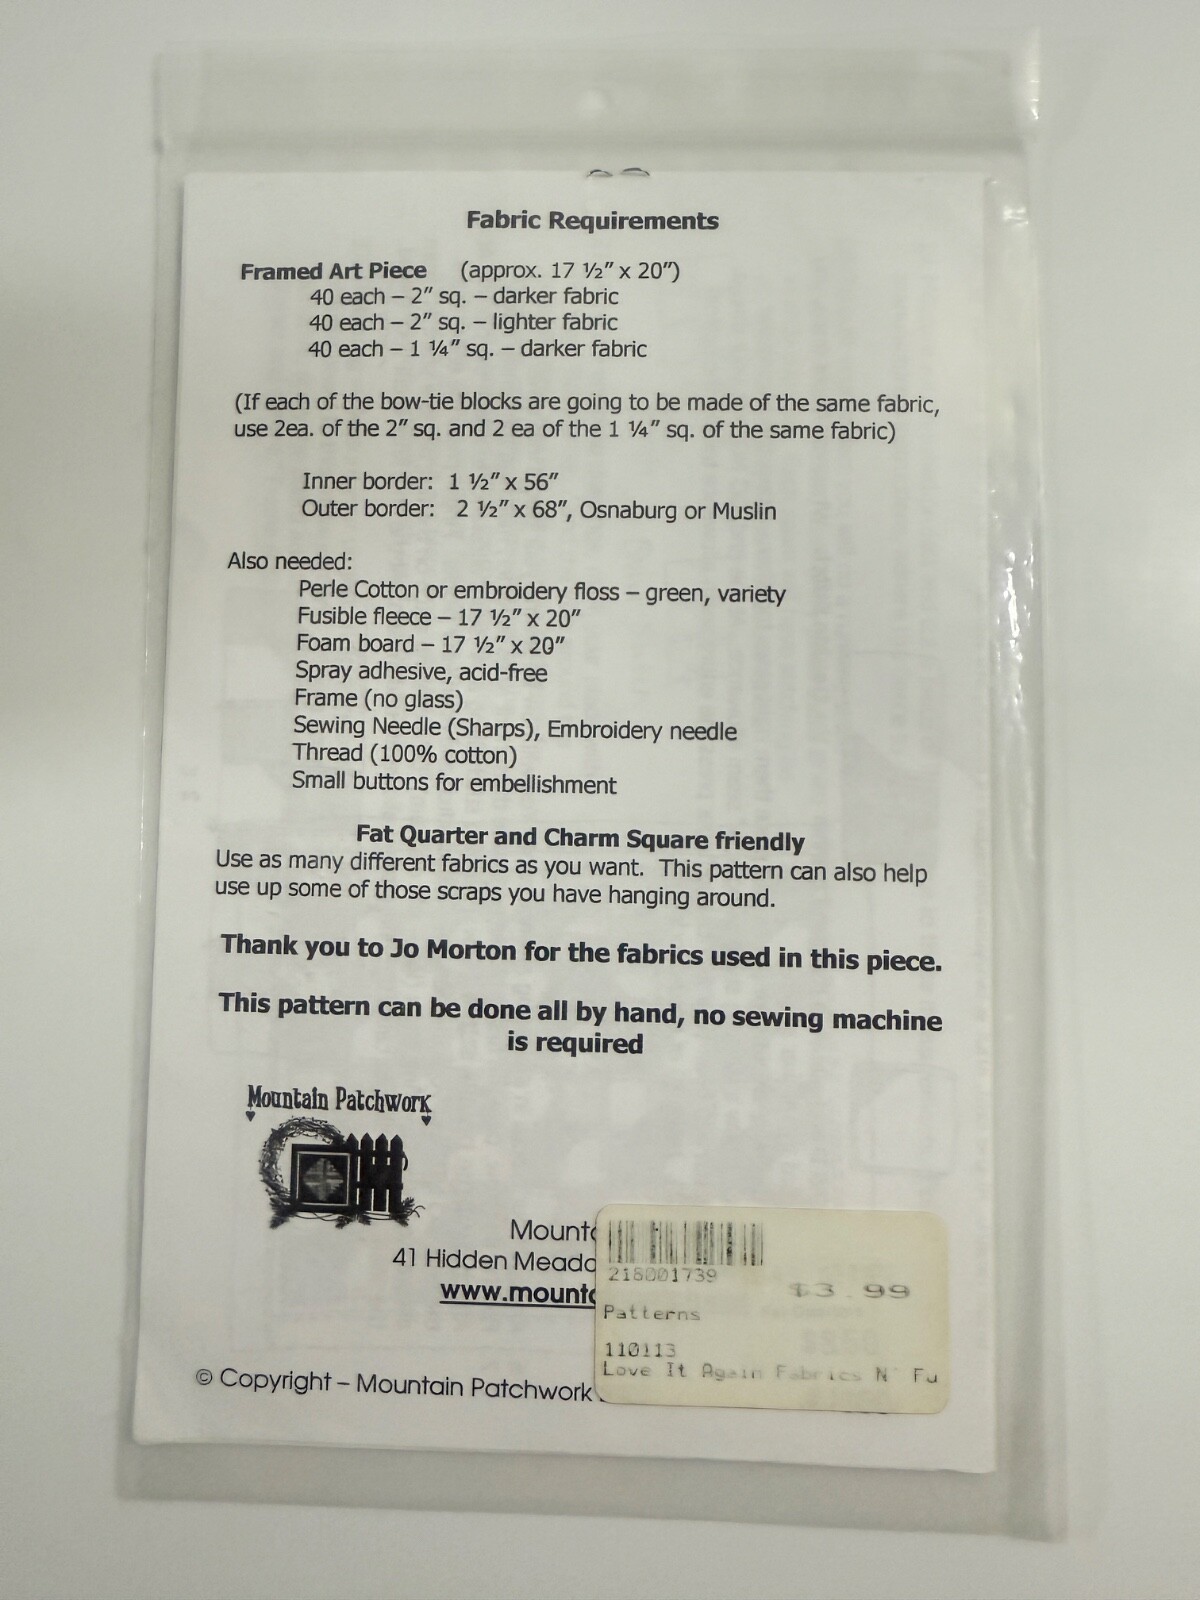 Fabric Requirements
Framed Art Piece (approx. 17 ½" x 20")
40 each – 2" sq. – darker fabric
40 each – 2" sq. – lighter fabric
40 each – 1 ¼" sq. – darker fabric
(If each of the bow-tie blocks are going to be made of the same fabric,
use 2ea. of the 2" sq. and 2 ea of the 1 ¼" sq. of the same fabric)
Inner border: 1 ½" x 56"
Outer border: 2 ½" x 68", Osnaburg or Muslin
Also needed:
Perle Cotton or embroidery floss – green, variety
Fusible fleece – 17 ½" x 20"
Foam board – 17 ½" x 20"
Spray adhesive, acid-free
Frame (no glass)
Sewing Needle (Sharps), Embroidery needle
Thread (100% cotton)
Small buttons for embellishment
Fat Quarter and Charm Square friendly
Use as many different fabrics as you want. This pattern can also help
use up some of those scraps you have hanging around.
Thank you to Jo Morton for the fabrics used in this piece.
This pattern can be done all by hand, no sewing machine
is required
Mountain Patchwork
Mount
41 Hidden Meado
www.mount
© Copyright – Mountain Patchwork
218001739
$3.99
Patterns
110113
Love It Again Fabrics N' Fu